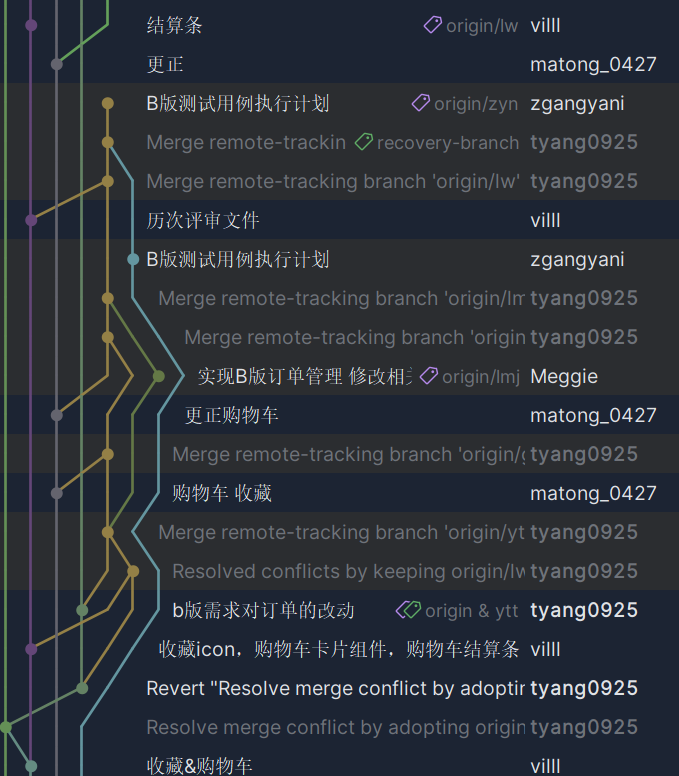 结算条 origin/lw villl
更正 matong_0427
B版测试用例执行计划 origin/zyn zgangyani
Merge remote-trackin recovery-branch tyang0925
Merge remote-tracking branch 'origin/lw' tyang0925
历次评审文件 villl
B版测试用例执行计划 zgangyani
Merge remote-tracking branch 'origin/lm tyang0925
Merge remote-tracking branch 'origin tyang0925
实现B版订单管理 修改相 origin/lmj Meggie
更正购物车 matong_0427
Merge remote-tracking branch 'origin/ tyang0925
购物车 收藏 matong_0427
Merge remote-tracking branch 'origin/yt tyang0925
Resolved conflicts by keeping origin/lw tyang0925
b版需求对订单的改动 origin & ytt tyang0925
收藏icon，购物车卡片组件，购物车结算条 villl
Revert "Resolve merge conflict by adoptin tyang0925
Resolve merge conflict by adopting origin tyang0925
收藏&购物车 villl